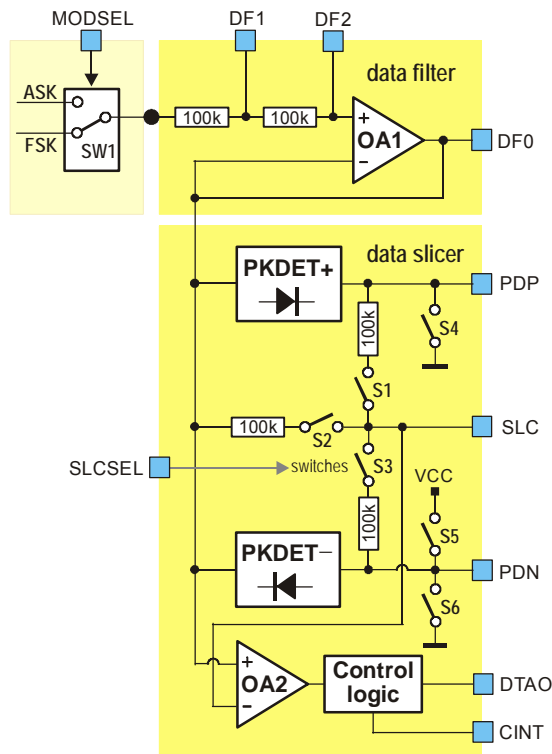 MODSEL
DF1
DF2
data filter
ASK
FSK
SW1
100k
100k
+
−
OA1
DF0
data slicer
PKDET+
PDP
100k
S4
S1
100k
S2
SLC
SLCSEL
switches
S3
VCC
100k
S5
PKDET−
PDN
S6
+
−
OA2
Control
logic
DTAO
CINT